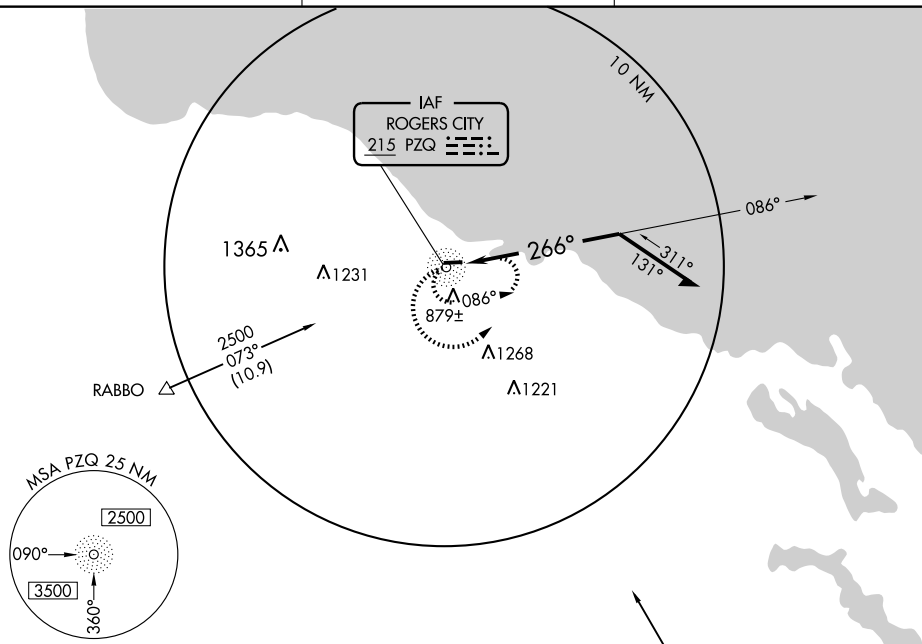 10 NM
IAF
ROGERS CITY
215 PZQ
086°
266°
311°
131°
1365
1231
086°
879±
2500
073°
(10.9)
1268
RABBO
1221
MSA PZQ 25 NM
2500
090°
3500
360°